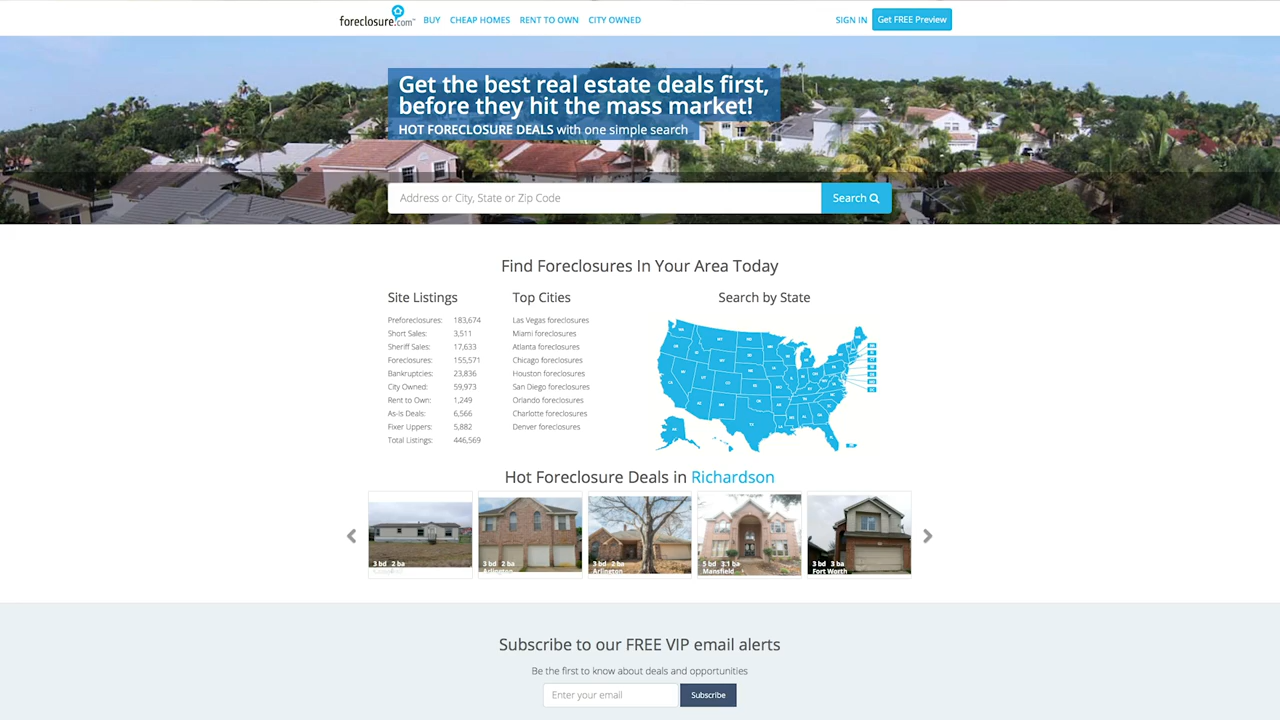 foreclosure.com™ BUY CHEAP HOMES RENT TO OWN CITY OWNED SIGN IN Get FREE Preview
Get the best real estate deals first,
before they hit the mass market!
HOT FORECLOSURE DEALS with one simple search
Address or City, State or Zip Code Search
Find Foreclosures In Your Area Today
Site Listings
Preforeclosures: 183,674
Short Sales: 3,511
Sheriff Sales: 17,633
Foreclosures: 155,571
Bankruptcies: 23,836
City Owned: 59,973
Rent to Own: 1,249
As-is Deals: 6,566
Fixer Uppers: 5,882
Total Listings: 446,569
Top Cities
Las Vegas foreclosures
Miami foreclosures
Atlanta foreclosures
Chicago foreclosures
Houston foreclosures
San Diego foreclosures
Orlando foreclosures
Charlotte foreclosures
Denver foreclosures
Search by State
Hot Foreclosure Deals in Richardson
3 bd 2 ba
3 bd 2 ba
Arlington
3 bd 2 ba
Arlington
5 bd 3.1 ba
Mansfield
3 bd 3 ba
Fort Worth
Subscribe to our FREE VIP email alerts
Be the first to know about deals and opportunities
Enter your email Subscribe